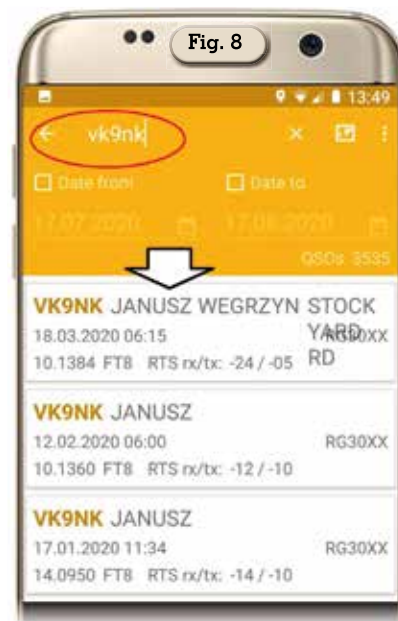 Fig. 8
13:49
vk9nk
Date from
Date to
17.07.2020
17.08.2020
QSOs: 3535
VK9NK JANUSZ WEGRZYN STOCK YARD RD
18.03.2020 06:15 RG30XX
10.1384 FT8 RTS rx/tx: -24 / -05
VK9NK JANUSZ
12.02.2020 06:00 RG30XX
10.1360 FT8 RTS rx/tx: -12 / -10
VK9NK JANUSZ
17.01.2020 11:34 RG30XX
14.0950 FT8 RTS rx/tx: -14 / -10